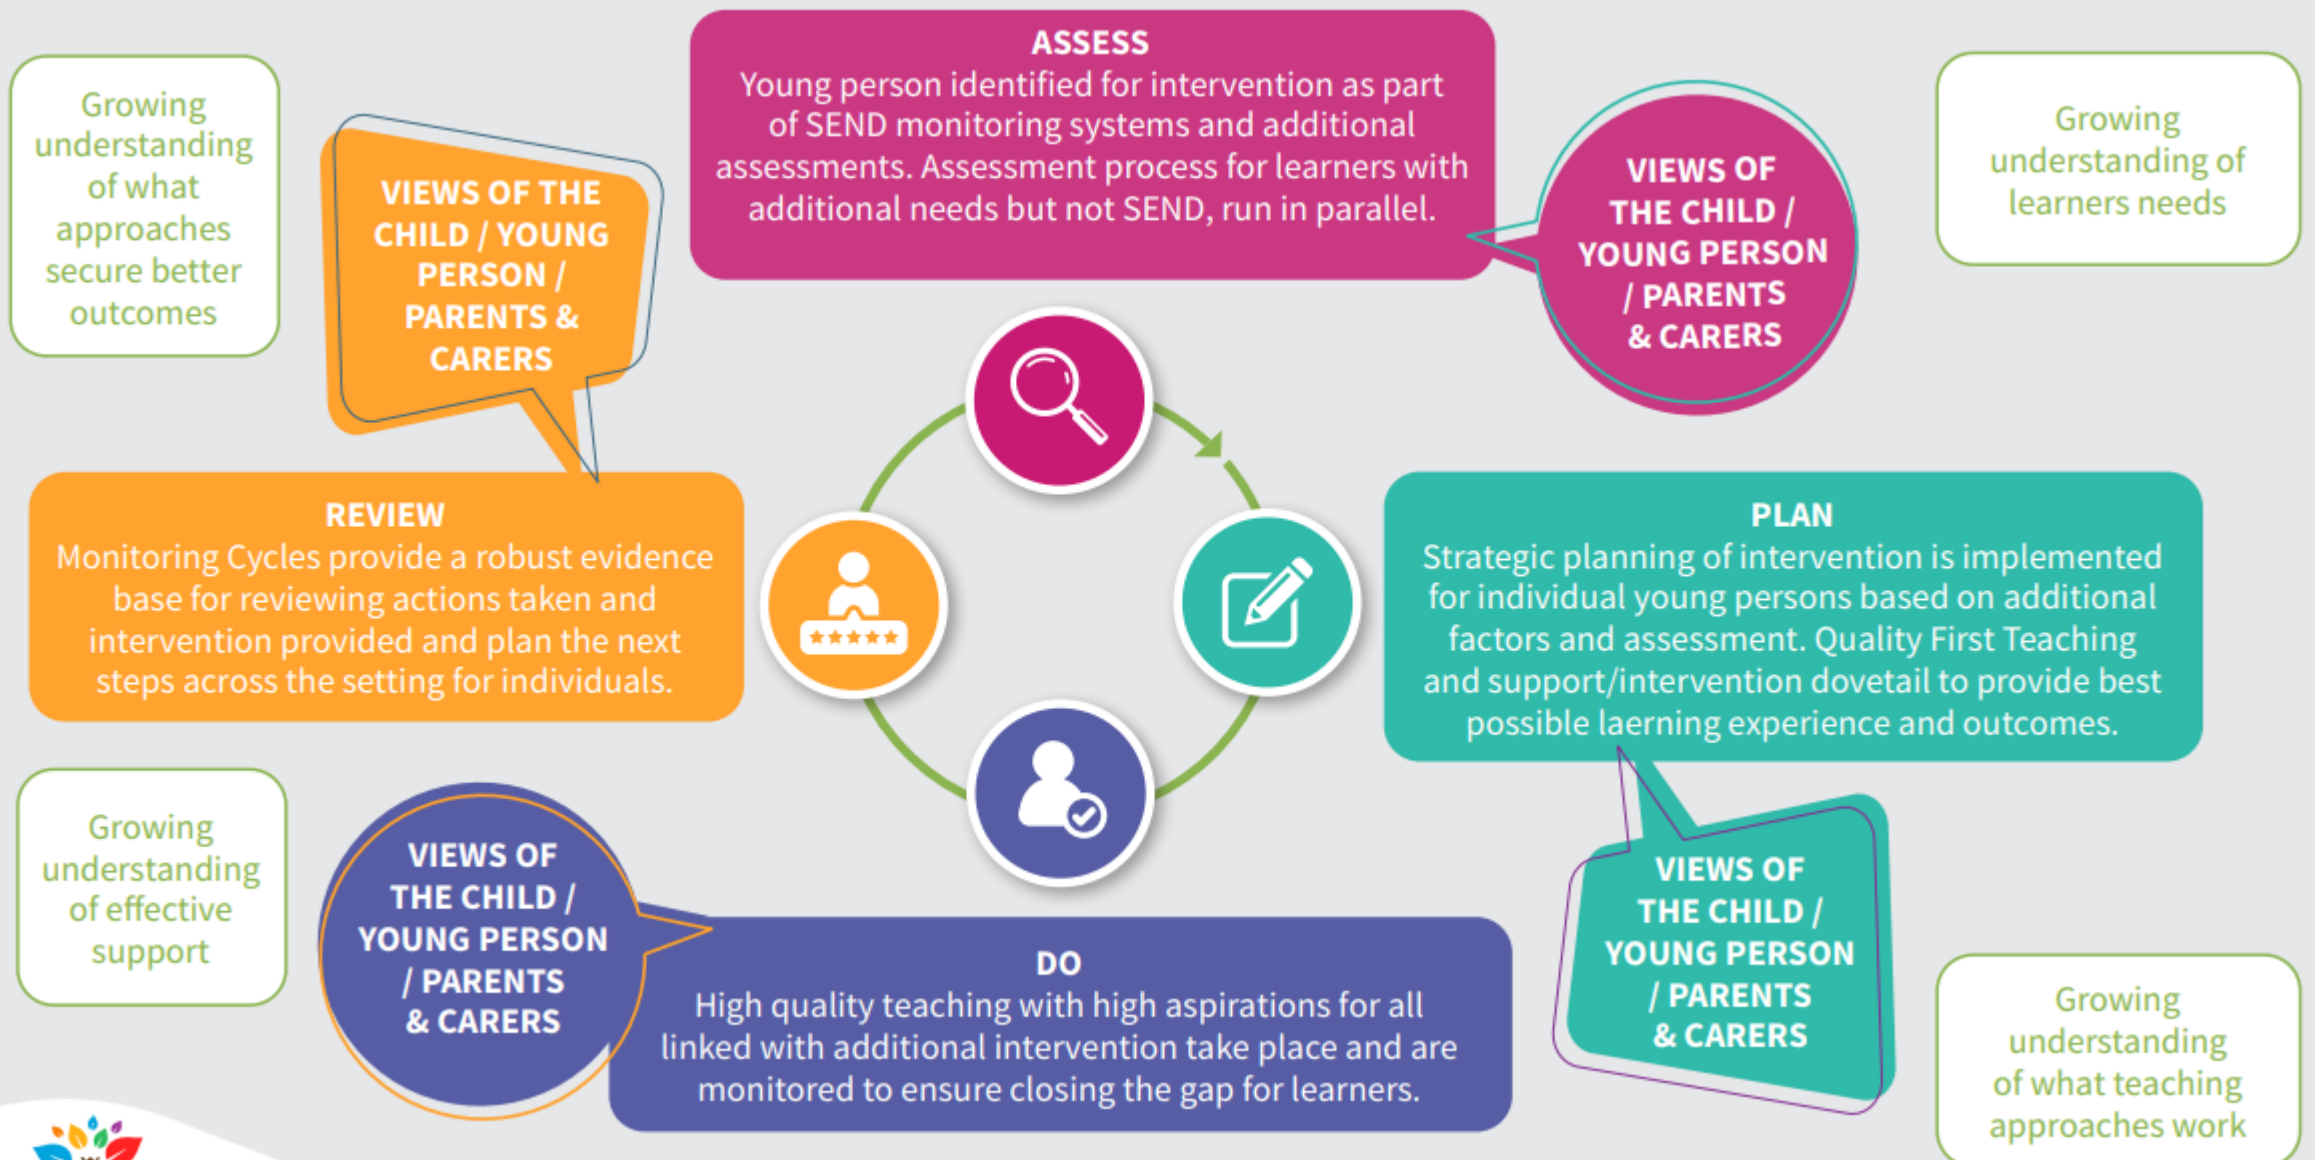 ASSESS
Young person identified for intervention as part
of SEND monitoring systems and additional
assessments. Assessment process for learners with
additional needs but not SEND, run in parallel.
VIEWS OF
THE CHILD /
YOUNG PERSON
/ PARENTS
& CARERS
Growing
understanding of
learners needs
PLAN
Strategic planning of intervention is implemented
for individual young persons based on additional
factors and assessment. Quality First Teaching
and support/intervention dovetail to provide best
possible laerning experience and outcomes.
VIEWS OF
THE CHILD /
YOUNG PERSON
/ PARENTS
& CARERS
Growing
understanding
of what teaching
approaches work
DO
High quality teaching with high aspirations for all
linked with additional intervention take place and are
monitored to ensure closing the gap for learners.
VIEWS OF
THE CHILD /
YOUNG PERSON
/ PARENTS
& CARERS
Growing
understanding
of effective
support
REVIEW
Monitoring Cycles provide a robust evidence
base for reviewing actions taken and
intervention provided and plan the next
steps across the setting for individuals.
VIEWS OF THE
CHILD / YOUNG
PERSON /
PARENTS &
CARERS
Growing
understanding
of what
approaches
secure better
outcomes